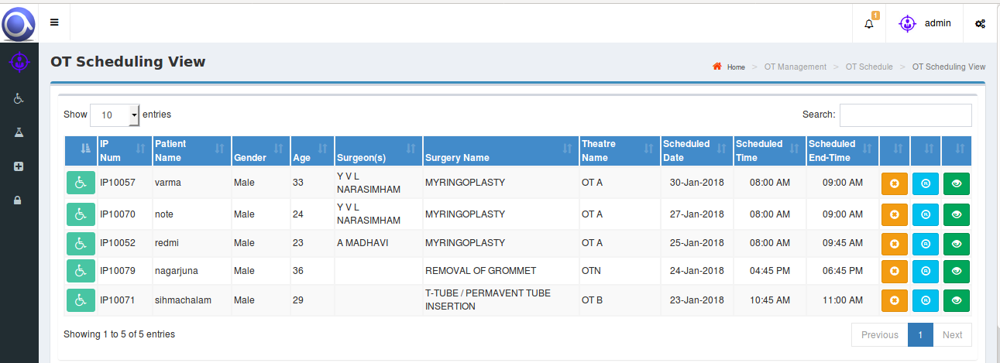 1
admin
OT Scheduling View
Home > OT Management > OT Schedule > OT Scheduling View
Show 10 entries
Search:
IP Num Patient Name Gender Age Surgeon(s) Surgery Name Theatre Name Scheduled Date Scheduled Time Scheduled End-Time
IP10057 varma Male 33 Y V L NARASIMHAM MYRINGOPLASTY OT A 30-Jan-2018 08:00 AM 09:00 AM
IP10070 note Male 24 Y V L NARASIMHAM MYRINGOPLASTY OT A 27-Jan-2018 08:00 AM 09:00 AM
IP10052 redmi Male 23 A MADHAVI MYRINGOPLASTY OT A 25-Jan-2018 08:00 AM 09:45 AM
IP10079 nagarjuna Male 36 REMOVAL OF GROMMET OTN 24-Jan-2018 04:45 PM 06:45 PM
IP10071 sihmachalam Male 29 T-TUBE / PERMAVENT TUBE INSERTION OT B 23-Jan-2018 10:45 AM 11:00 AM
Showing 1 to 5 of 5 entries
Previous 1 Next